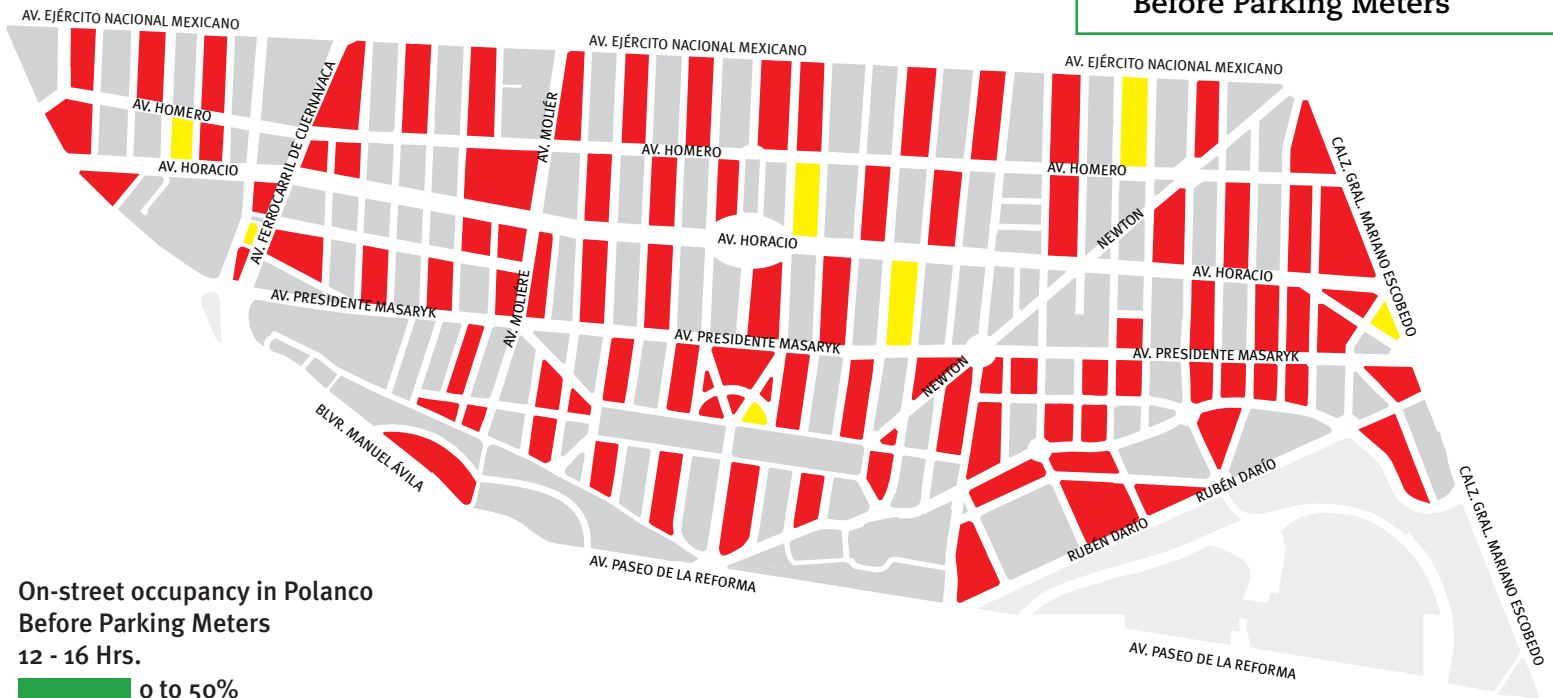 Before Parking Meters
AV. EJÉRCITO NACIONAL MEXICANO
AV. EJÉRCITO NACIONAL MEXICANO
AV. EJÉRCITO NACIONAL MEXICANO
AV. HOMERO
AV. HORACIO
AV. FERROCARRIL DE CUERNAVACA
AV. MOLIÉR
AV. HOMERO
AV. HOMERO
CALZ. GRAL. MARIANO ESCOBEDO
NEWTON
AV. HORACIO
AV. HORACIO
AV. PRESIDENTE MASARYK
AV. MOLIÉRE
AV. PRESIDENTE MASARYK
AV. PRESIDENTE MASARYK
NEWTON
BLVR. MANUEL ÁVILA
RUBÉN DARÍO
RUBÉN DARÍO
CALZ. GRAL. MARIANO ESCOBEDO
AV. PASEO DE LA REFORMA
AV. PASEO DE LA REFORMA
On-street occupancy in Polanco
Before Parking Meters
12 - 16 Hrs.
0 to 50%